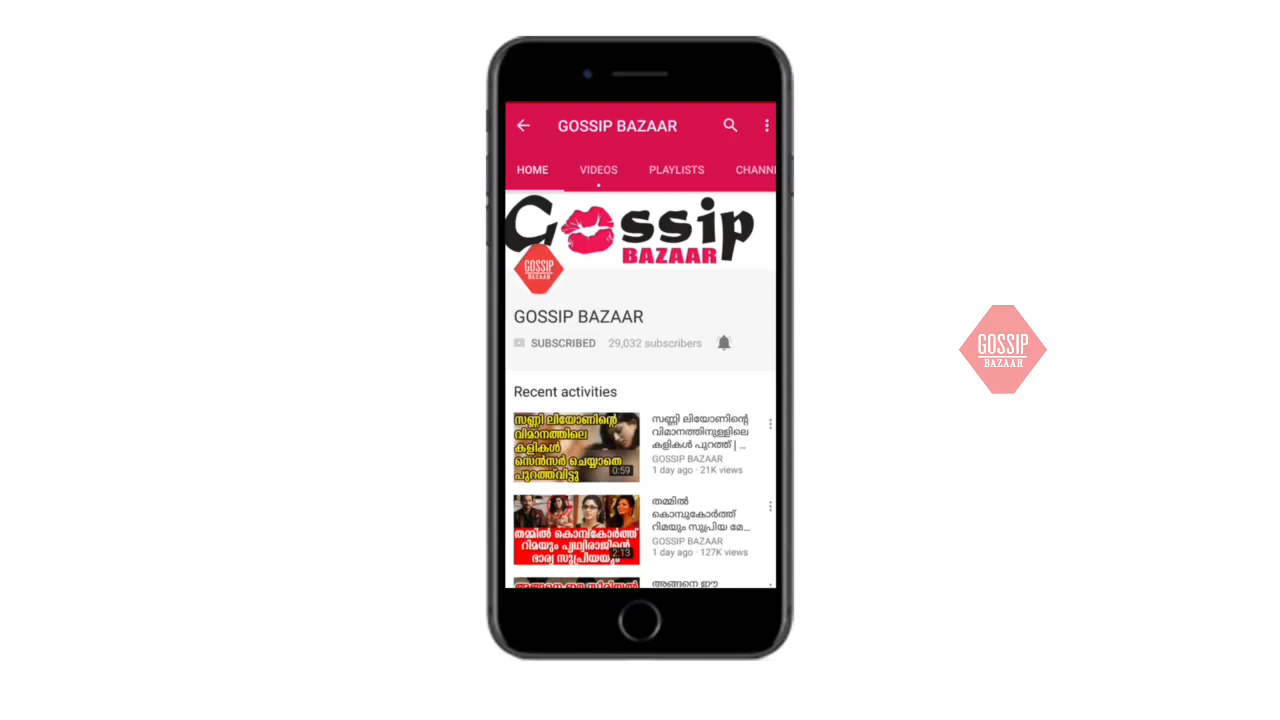 GOSSIP BAZAAR
HOME VIDEOS PLAYLISTS CHANN
Gossip
BAZAAR
GOSSIP
BAZAAR
GOSSIP BAZAAR
SUBSCRIBED 29,032 subscribers
Recent activities
സണ്ണി ലിയോണിന്റെ
വിമാനത്തിലെ
കളികൾ
സെൻസർ ചെയ്യാതെ
പുറത്തവിട്ടു
0:59
സണ്ണി ലിയോണിന്റെ
വിമാനത്തിനുള്ളിലെ
കളികൾ പുറത്ത് | ...
GOSSIP BAZAAR
1 day ago · 21K views
തമ്മിൽ കൊമ്പ്കോർത്ത്
റിമയും പൃഥ്വിരാജിന്റെ
ഭാര്യ സുപ്രിയയും
2:13
തമ്മിൽ
കൊമ്പുകോർത്ത്
റിമയും സുപ്രിയ മേ...
GOSSIP BAZAAR
1 day ago · 127K views
അങ്ങനെ ഈ
GOSSIP
BAZAAR